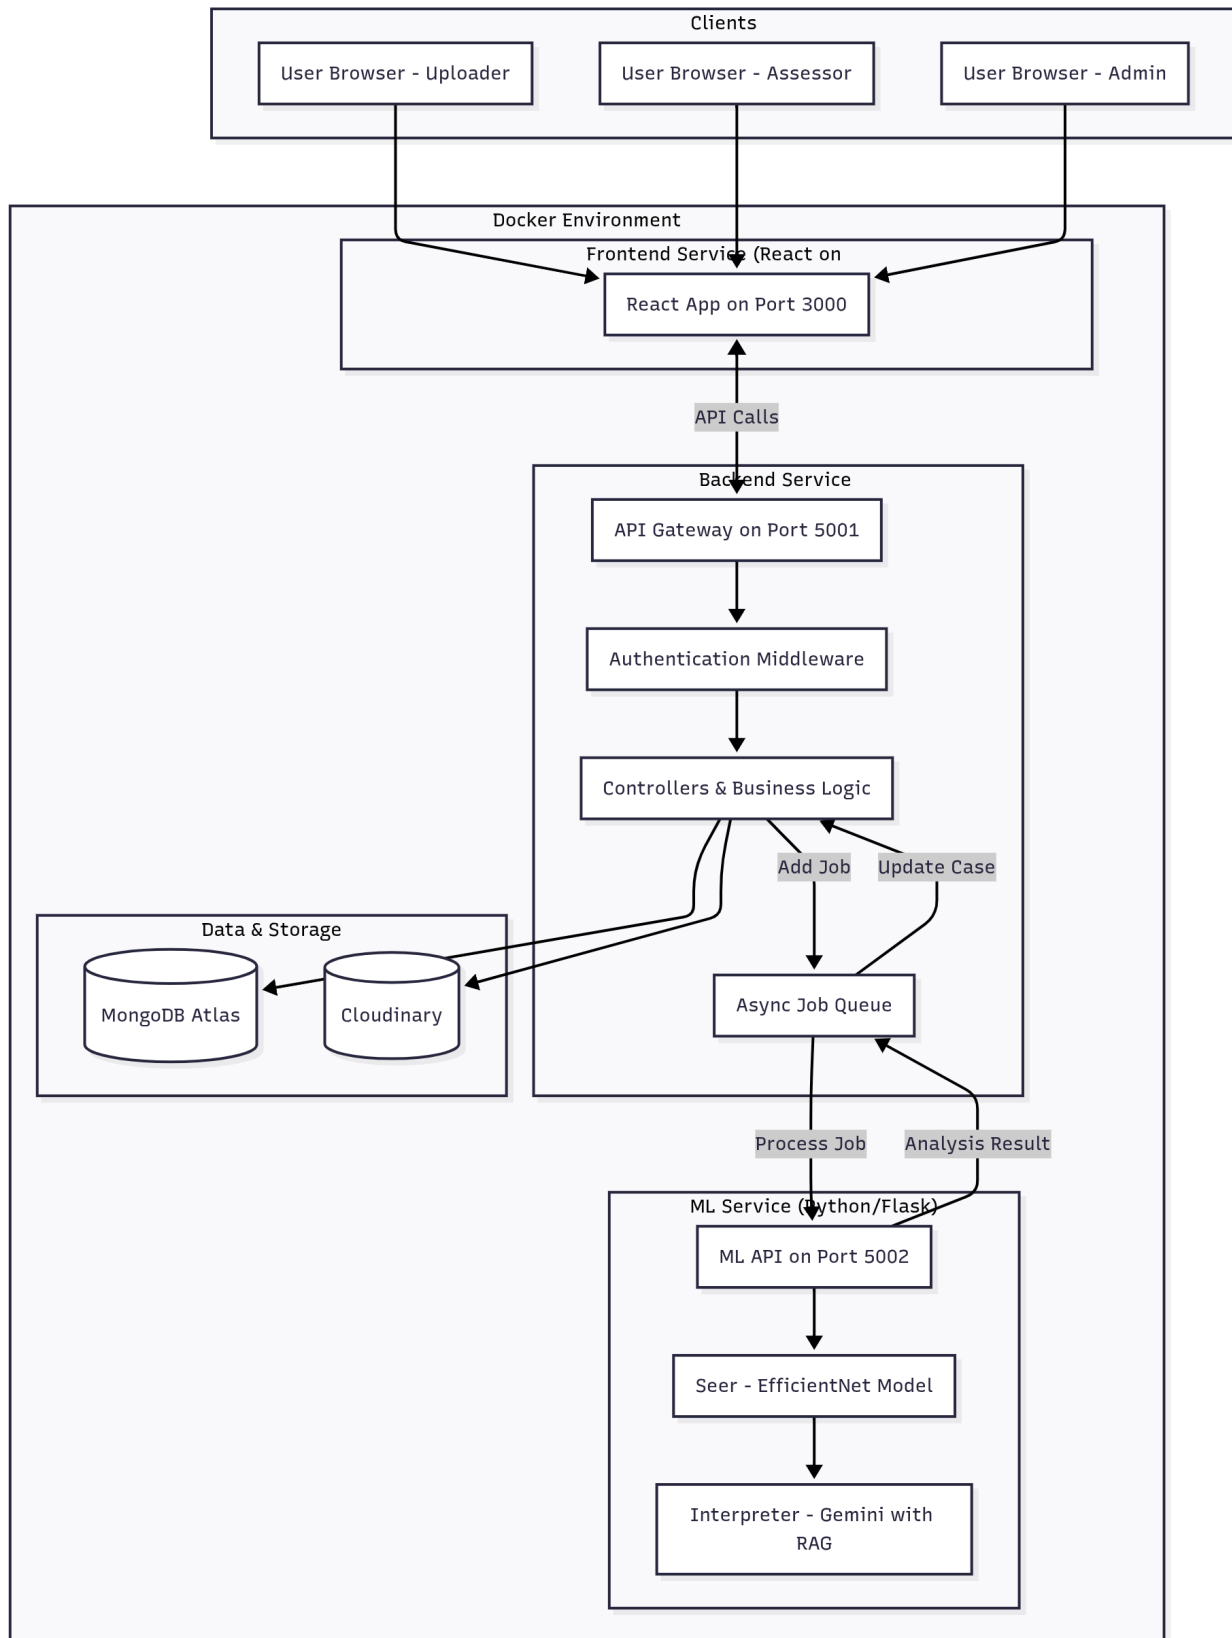 Clients
User Browser - Uploader
User Browser - Assessor
User Browser - Admin
Docker Environment
Frontend Service (React on
React App on Port 3000
API Calls
Backend Service
API Gateway on Port 5001
Authentication Middleware
Controllers & Business Logic
Add Job
Update Case
Data & Storage
MongoDB Atlas
Cloudinary
Async Job Queue
Process Job
Analysis Result
ML Service (Python/Flask)
ML API on Port 5002
Seer - EfficientNet Model
Interpreter - Gemini with
RAG